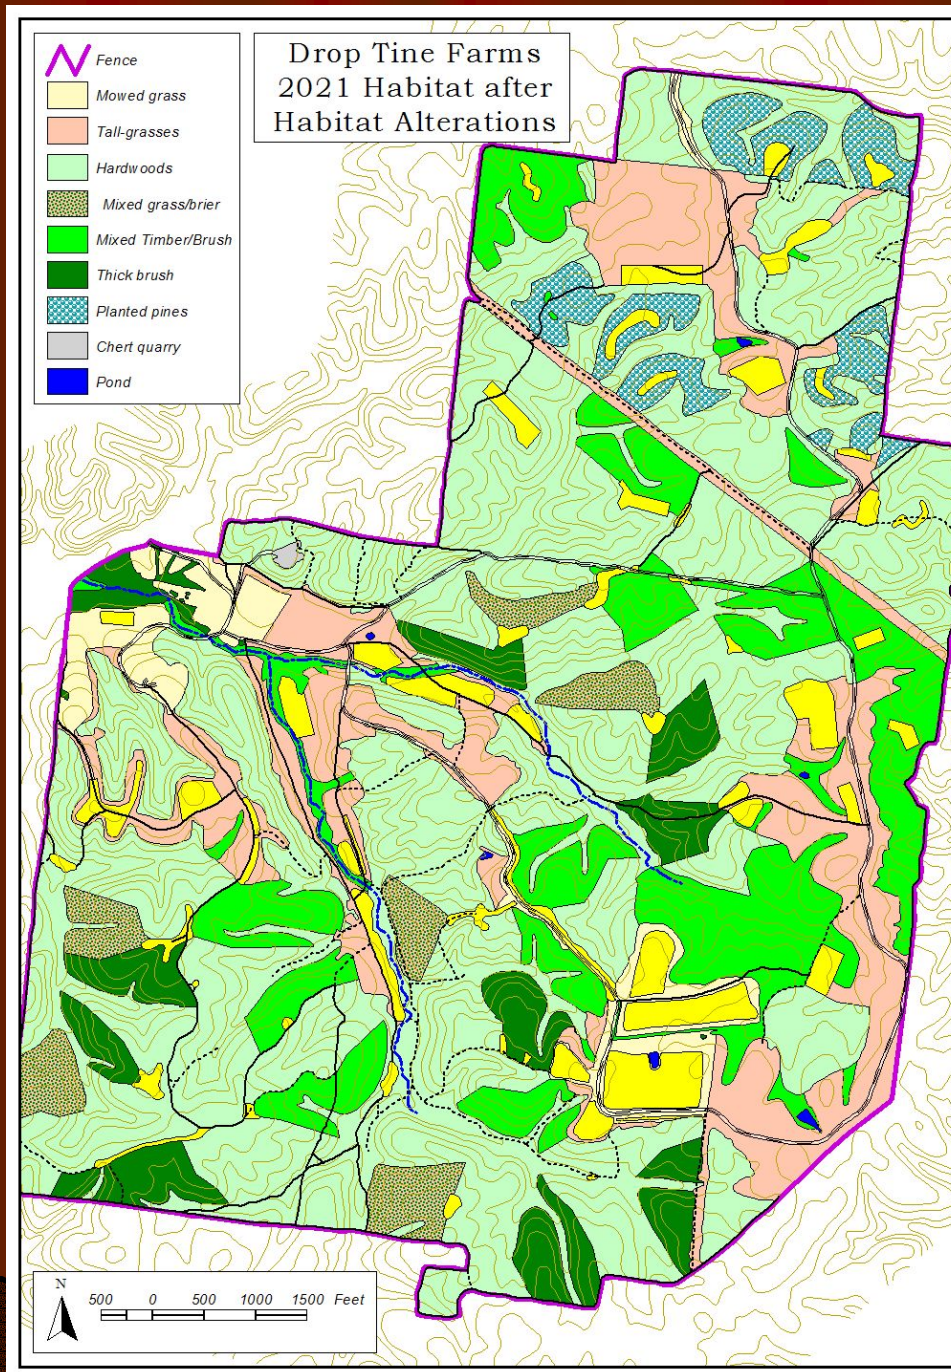 Drop Tine Farms
2021 Habitat after
Habitat Alterations
Fence
Mowed grass
Tall-grasses
Hardwoods
Mixed grass/brier
Mixed Timber/Brush
Thick brush
Planted pines
Chert quarry
Pond
N
500 0 500 1000 1500 Feet